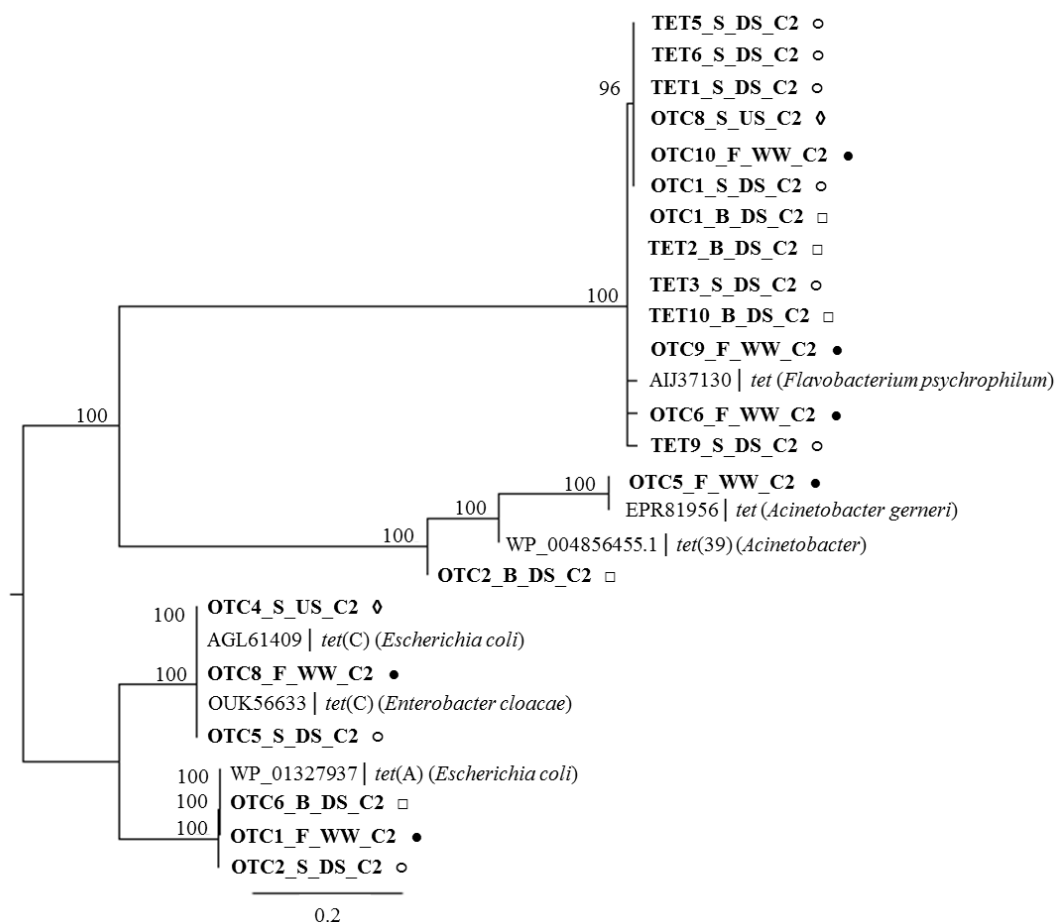 TET5_S_DS_C2 ○
TET6_S_DS_C2 ○
96
TET1_S_DS_C2 ○
OTC8_S_US_C2 ◊
OTC10_F_WW_C2 ●
OTC1_S_DS_C2 ○
OTC1_B_DS_C2 □
TET2_B_DS_C2 □
TET3_S_DS_C2 ○
100
TET10_B_DS_C2 □
OTC9_F_WW_C2 ●
AIJ37130 | tet (Flavobacterium psychrophilum)
100
OTC6_F_WW_C2 ●
TET9_S_DS_C2 ○
100
OTC5_F_WW_C2 ●
100
EPR81956 | tet (Acinetobacter gerneri)
100
WP_004856455.1 | tet(39) (Acinetobacter)
OTC2_B_DS_C2 □
100
OTC4_S_US_C2 ◊
AGL61409 | tet(C) (Escherichia coli)
100
OTC8_F_WW_C2 ●
OUK56633 | tet(C) (Enterobacter cloacae)
OTC5_S_DS_C2 ○
100
WP_01327937 | tet(A) (Escherichia coli)
100
OTC6_B_DS_C2 □
100
OTC1_F_WW_C2 ●
OTC2_S_DS_C2 ○
0.2